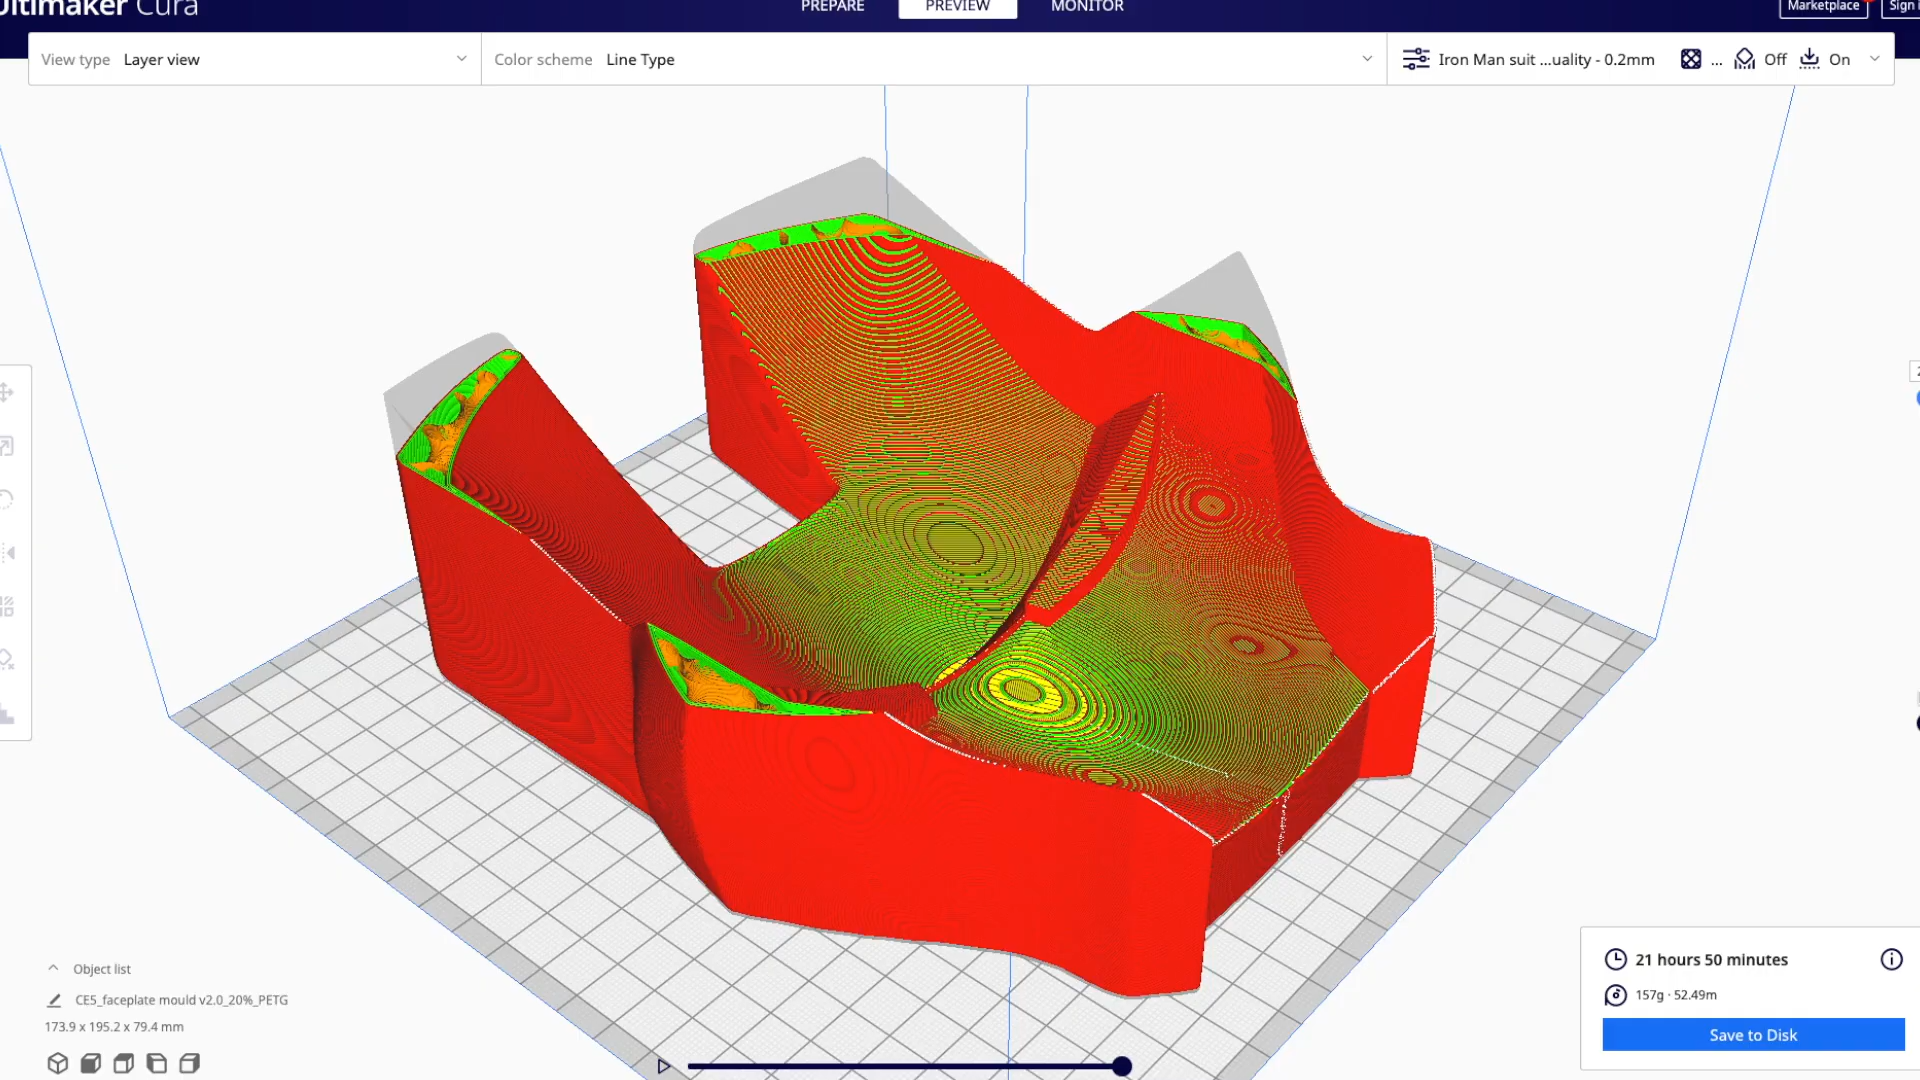 Ultimaker Cura
PREPARE
PREVIEW
MONITOR
Marketplace
Sign
View type Layer view
Color scheme Line Type
Iron Man suit ...uality - 0.2mm
...
Off
On
Object list
CE5_faceplate mould v2.0_20%_PETG
173.9 x 195.2 x 79.4 mm
21 hours 50 minutes
157g · 52.49m
Save to Disk